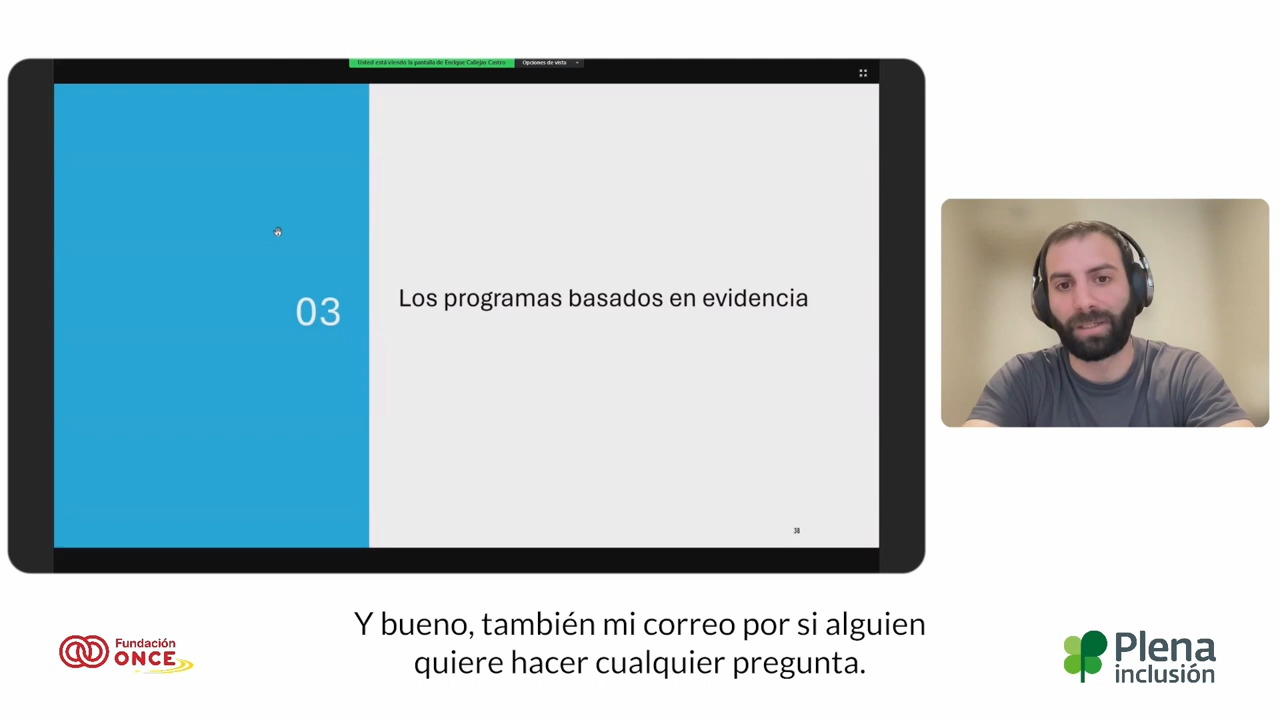 Usted está viendo la pantalla de Enrique Callejas Castro
Opciones de vista
03
Los programas basados en evidencia
38
Y bueno, también mi correo por si alguien
quiere hacer cualquier pregunta.
Fundación
ONCE
Plena
inclusión